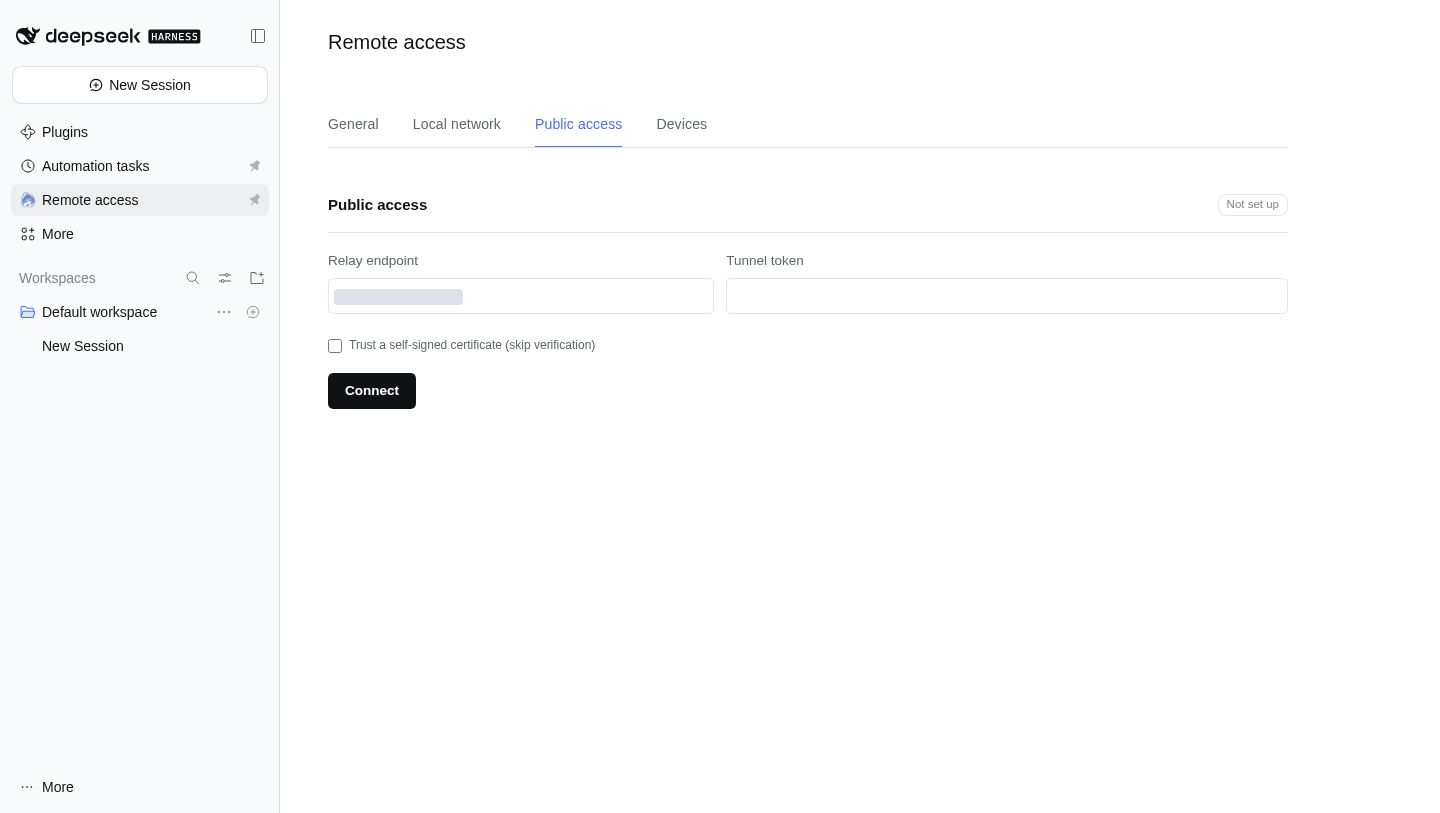 deepseek HARNESS
New Session
Plugins
Automation tasks
Remote access
More
Workspaces
Default workspace
New Session
More
Remote access
General Local network Public access Devices
Public access Not set up
Relay endpoint Tunnel token
Trust a self-signed certificate (skip verification)
Connect